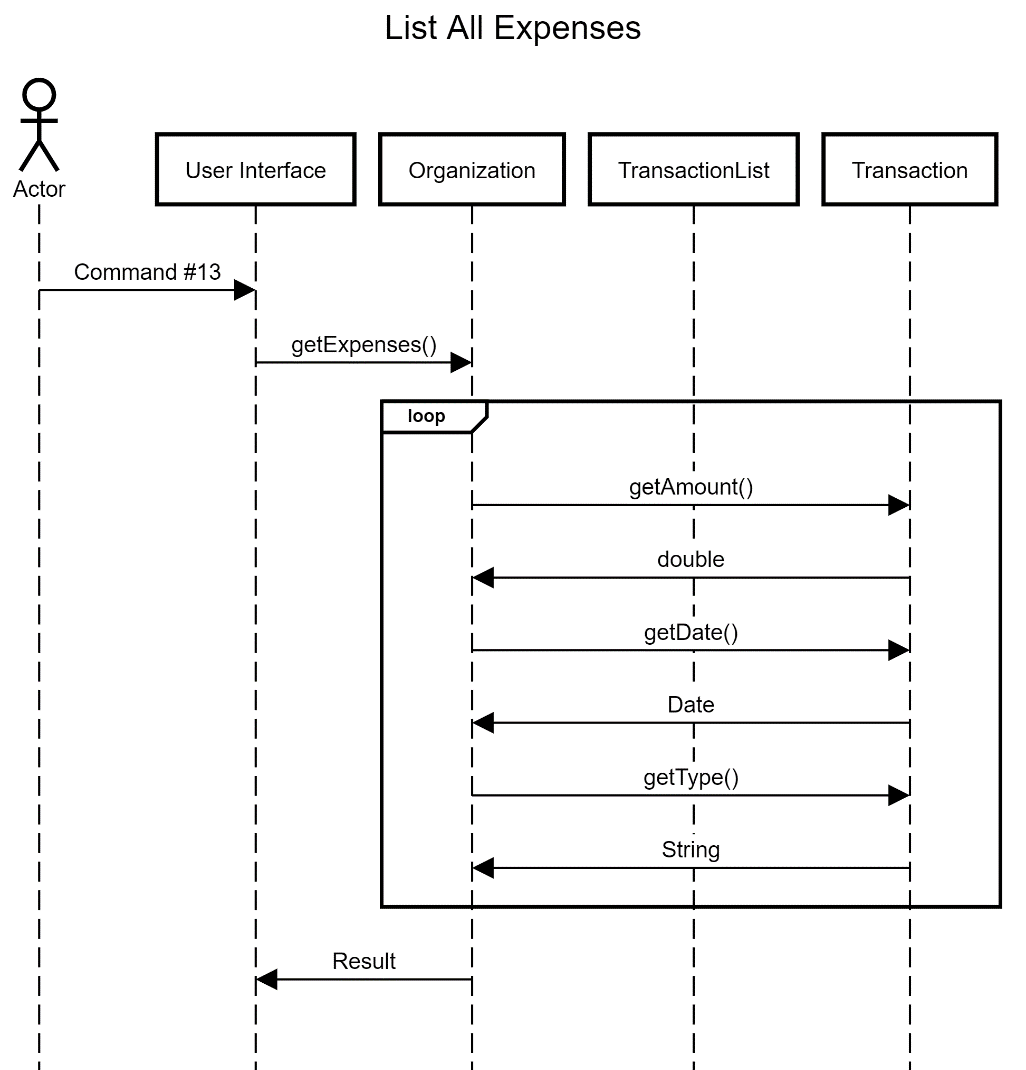 List All Expenses
Actor
User Interface
Organization
TransactionList
Transaction
Command #13
getExpenses()
loop
getAmount()
double
getDate()
Date
getType()
String
Result